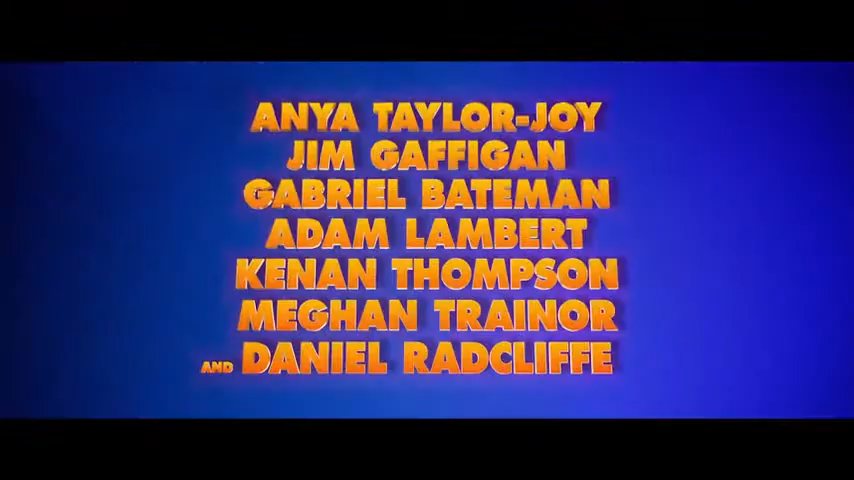 ANYA TAYLOR-JOY
JIM GAFFIGAN
GABRIEL BATEMAN
ADAM LAMBERT
KENAN THOMPSON
MEGHAN TRAINOR
AND DANIEL RADCLIFFE